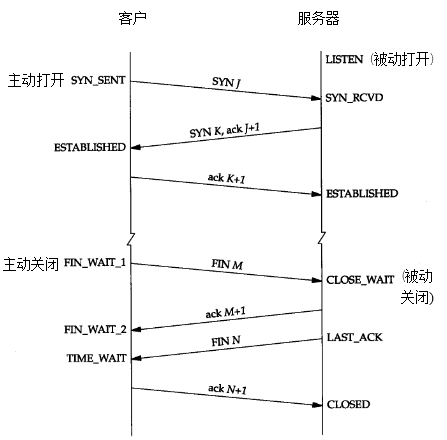 客户 服务器
LISTEN (被动打开)
主动打开 SYN_SENT
SYN J
SYN_RCVD
SYN K, ack J+1
ESTABLISHED
ack K+1
ESTABLISHED
主动关闭 FIN_WAIT_1
FIN M
CLOSE_WAIT (被动
关闭)
ack M+1
FIN_WAIT_2
FIN N
LAST_ACK
TIME_WAIT
ack N+1
CLOSED